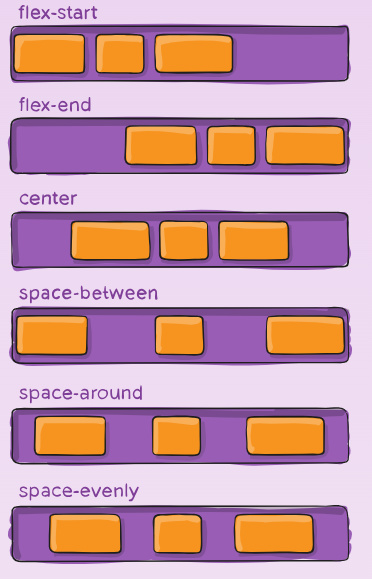 flex-start
flex-end
center
space-between
space-around
space-evenly